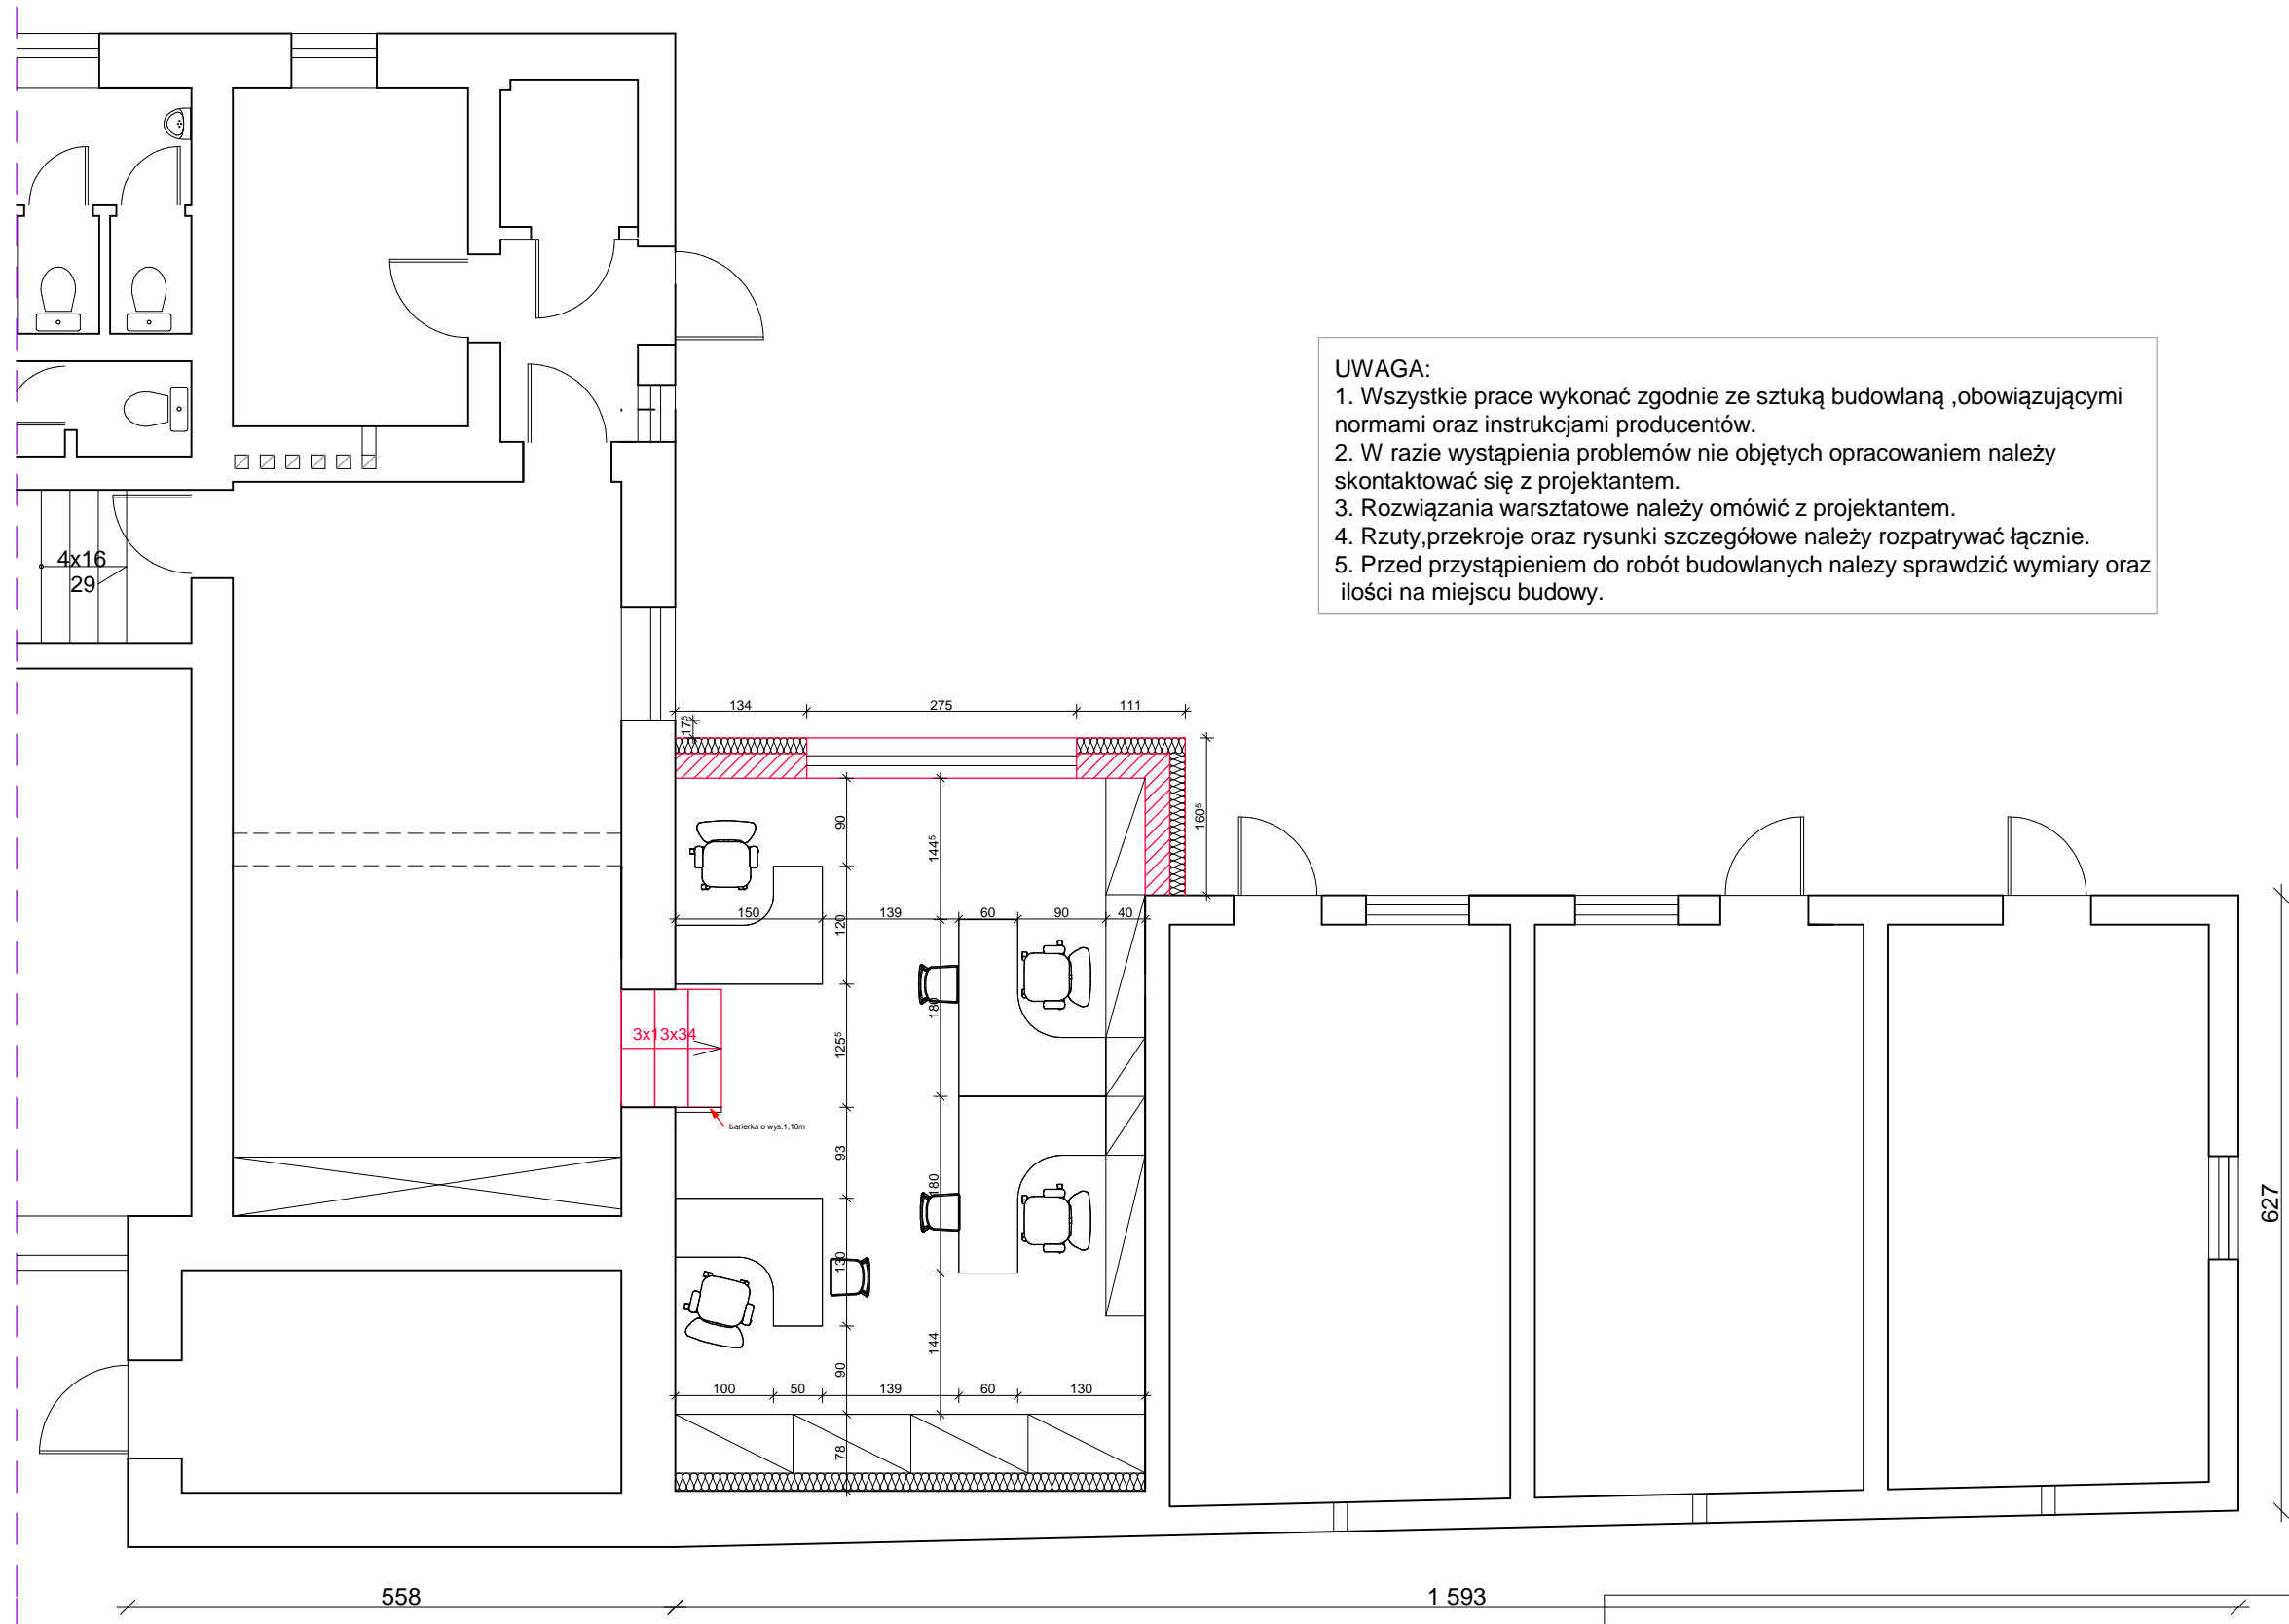 UWAGA:
1. Wszystkie prace wykonać zgodnie ze sztuką budowlaną ,obowiązującymi
normami oraz instrukcjami producentów.
2. W razie wystąpienia problemów nie objętych opracowaniem należy
skontaktować się z projektantem.
3. Rozwiązania warsztatowe należy omówić z projektantem.
4. Rzuty,przekroje oraz rysunki szczegółowe należy rozpatrywać łącznie.
5. Przed przystąpieniem do robót budowlanych nalezy sprawdzić wymiary oraz
ilości na miejscu budowy.
4x16
29
134
275
111
17⁵
160⁵
90
144⁵
150
139
60
90
40
120
180
3x13x34
125⁵
barierka o wys.1,10m
93
180
627
130
144
90
100
50
139
60
130
78
558
1 593